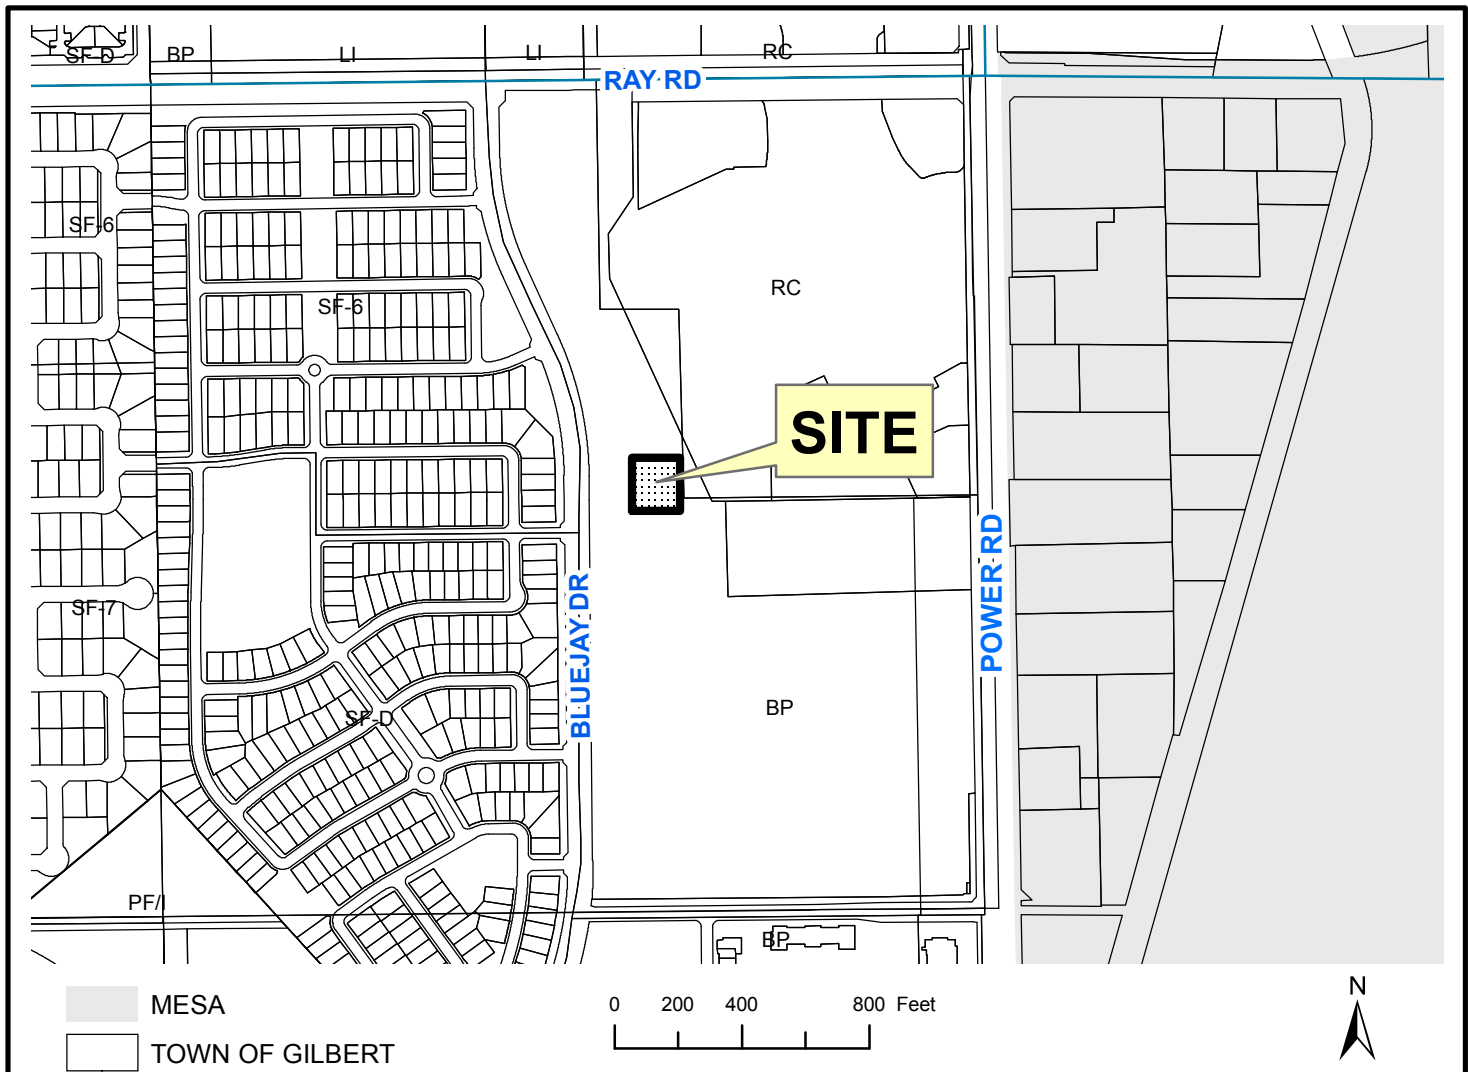 SF-D
BP
LI
LI
RC
RAY RD
SF-6
RC
SF-6
SITE
POWER RD
BLUEJAY DR
SF-7
SF-D
BP
PF/I
BP
N
MESA
0 200 400 800 Feet
TOWN OF GILBERT